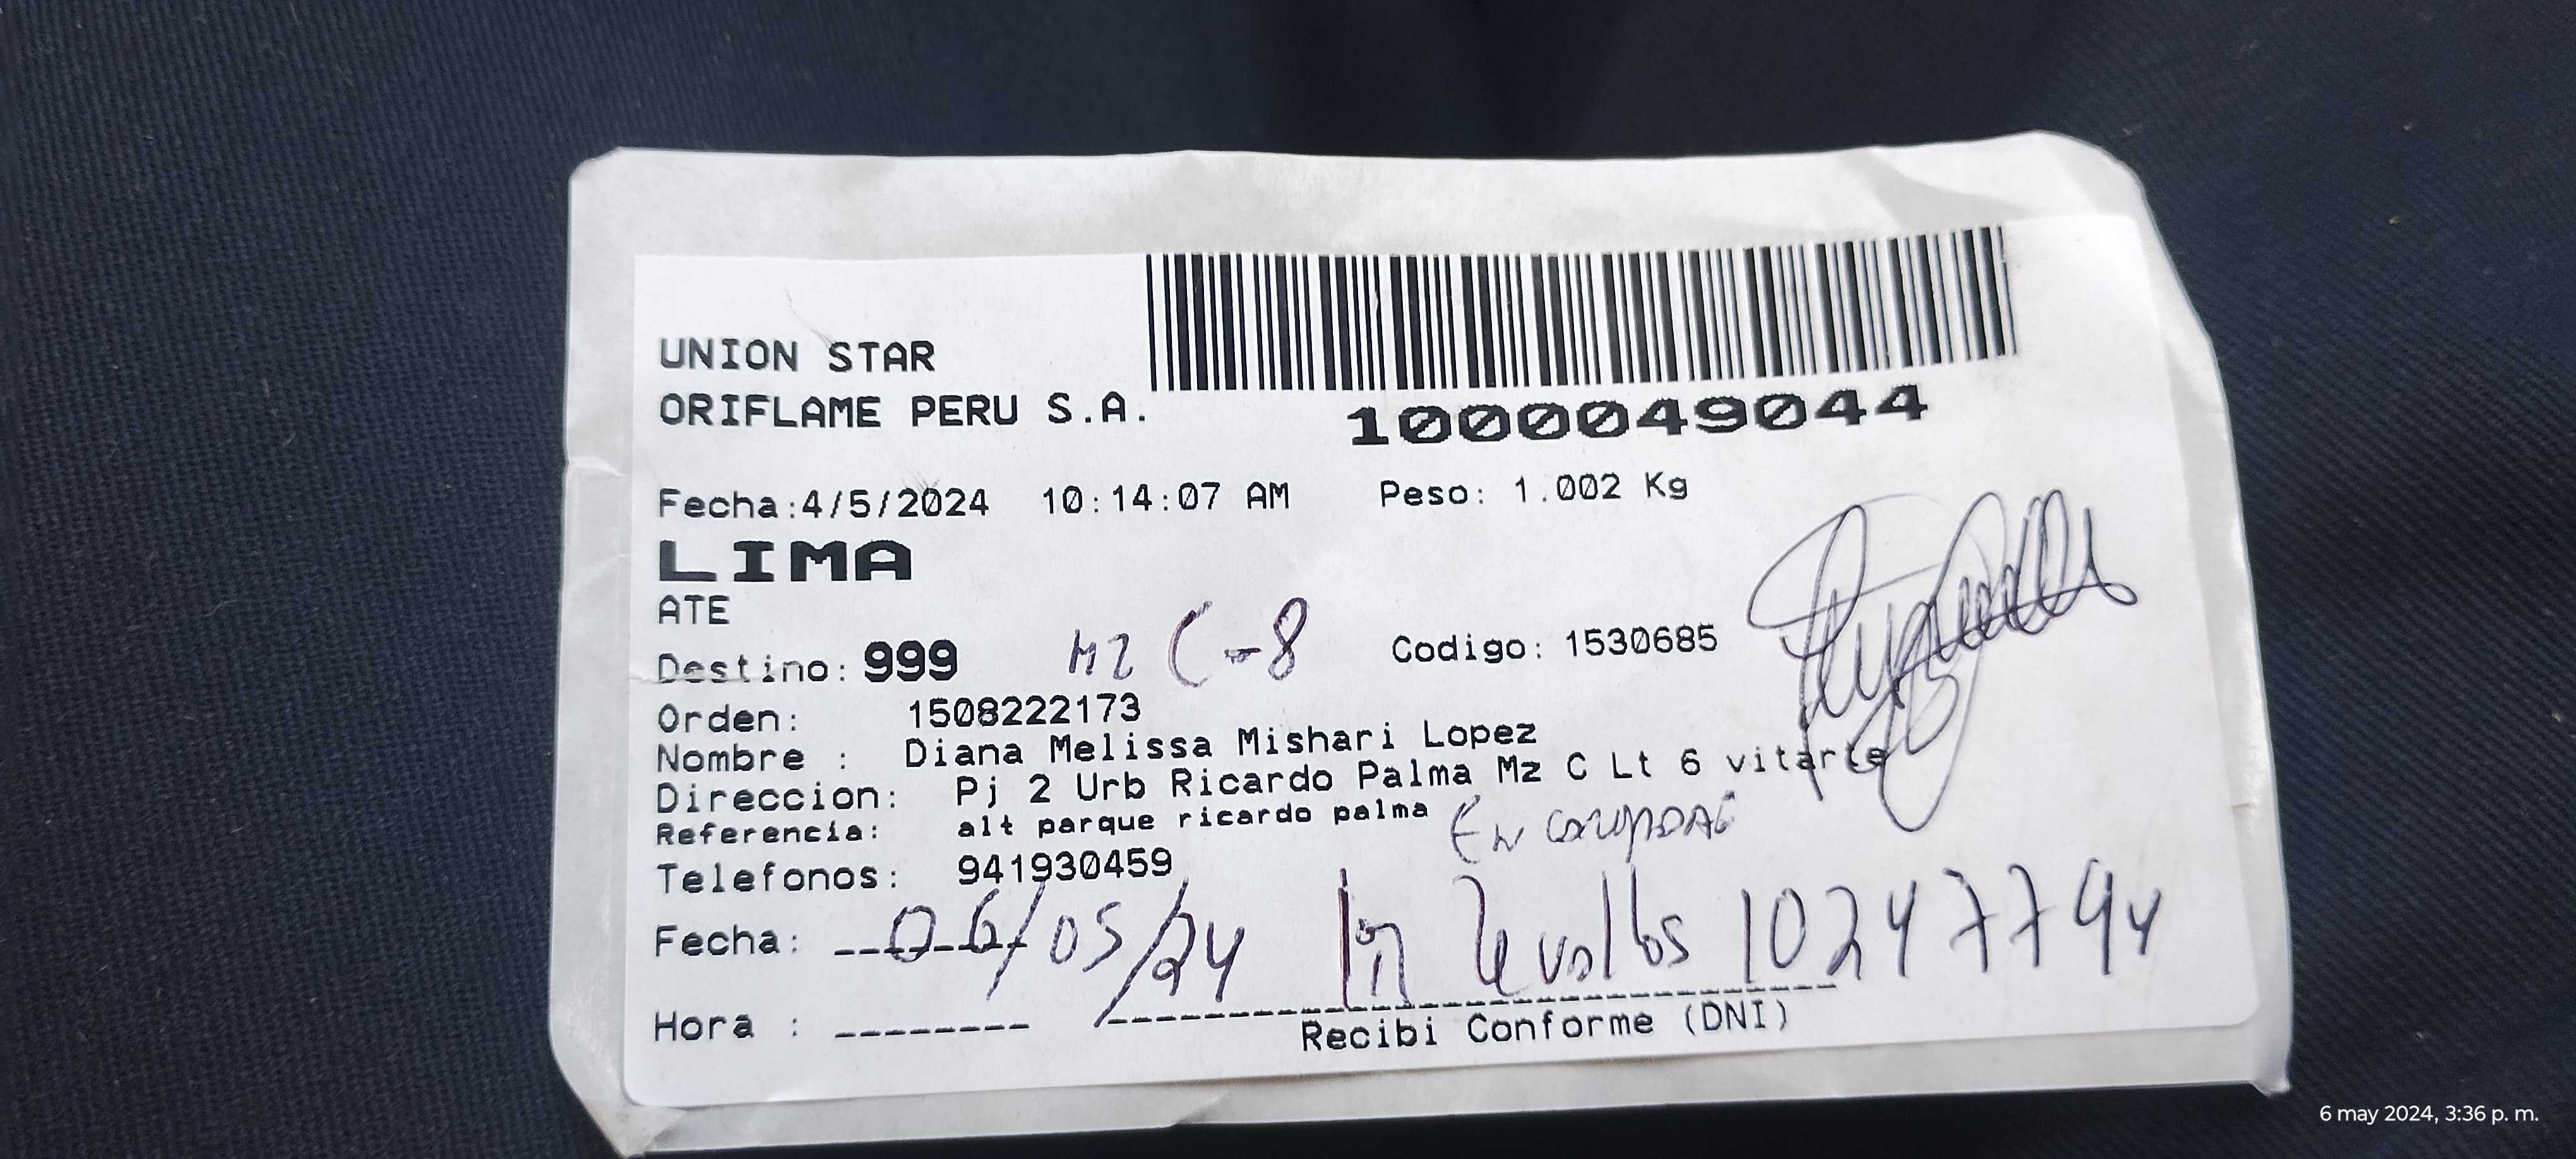 UNION STAR
ORIFLAME PERU S.A.
1000049044
Fecha:4/5/2024 10:14:07 AM Peso: 1.002 Kg
LIMA
ATE
Destino: 999 MZ C-8 Codigo: 1530685
Orden: 1508222173
Nombre : Diana Melissa Mishari Lopez
Direccion: Pj 2 Urb Ricardo Palma Mz C Lt 6 vitarte
Referencia: alt parque ricardo palma
Telefonos: 941930459
Fecha: 06/05/24
Hora :
Recibi Conforme (DNI)
6 may 2024, 3:36 p. m.